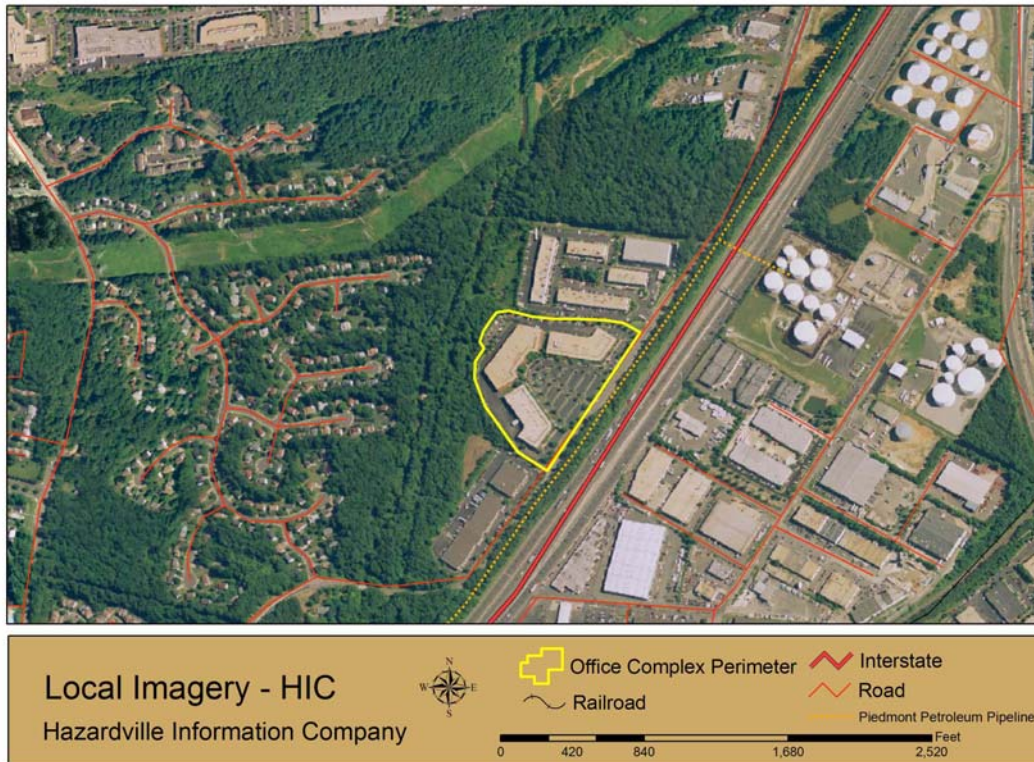 Local Imagery - HIC
Hazardville Information Company
N
W E
S
Office Complex Perimeter
Railroad
Interstate
Road
Piedmont Petroleum Pipeline
Feet
0 420 840 1,680 2,520